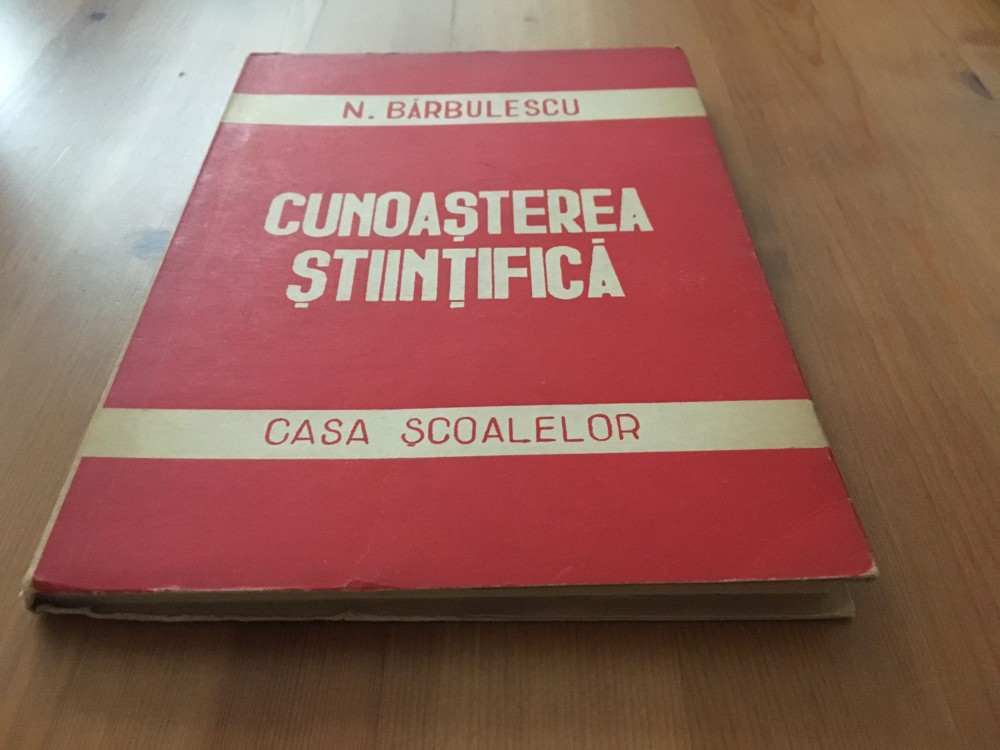 N. BĂRBULESCU
CUNOAȘTEREA
ȘTIINȚIFICĂ
CASA ȘCOALELOR